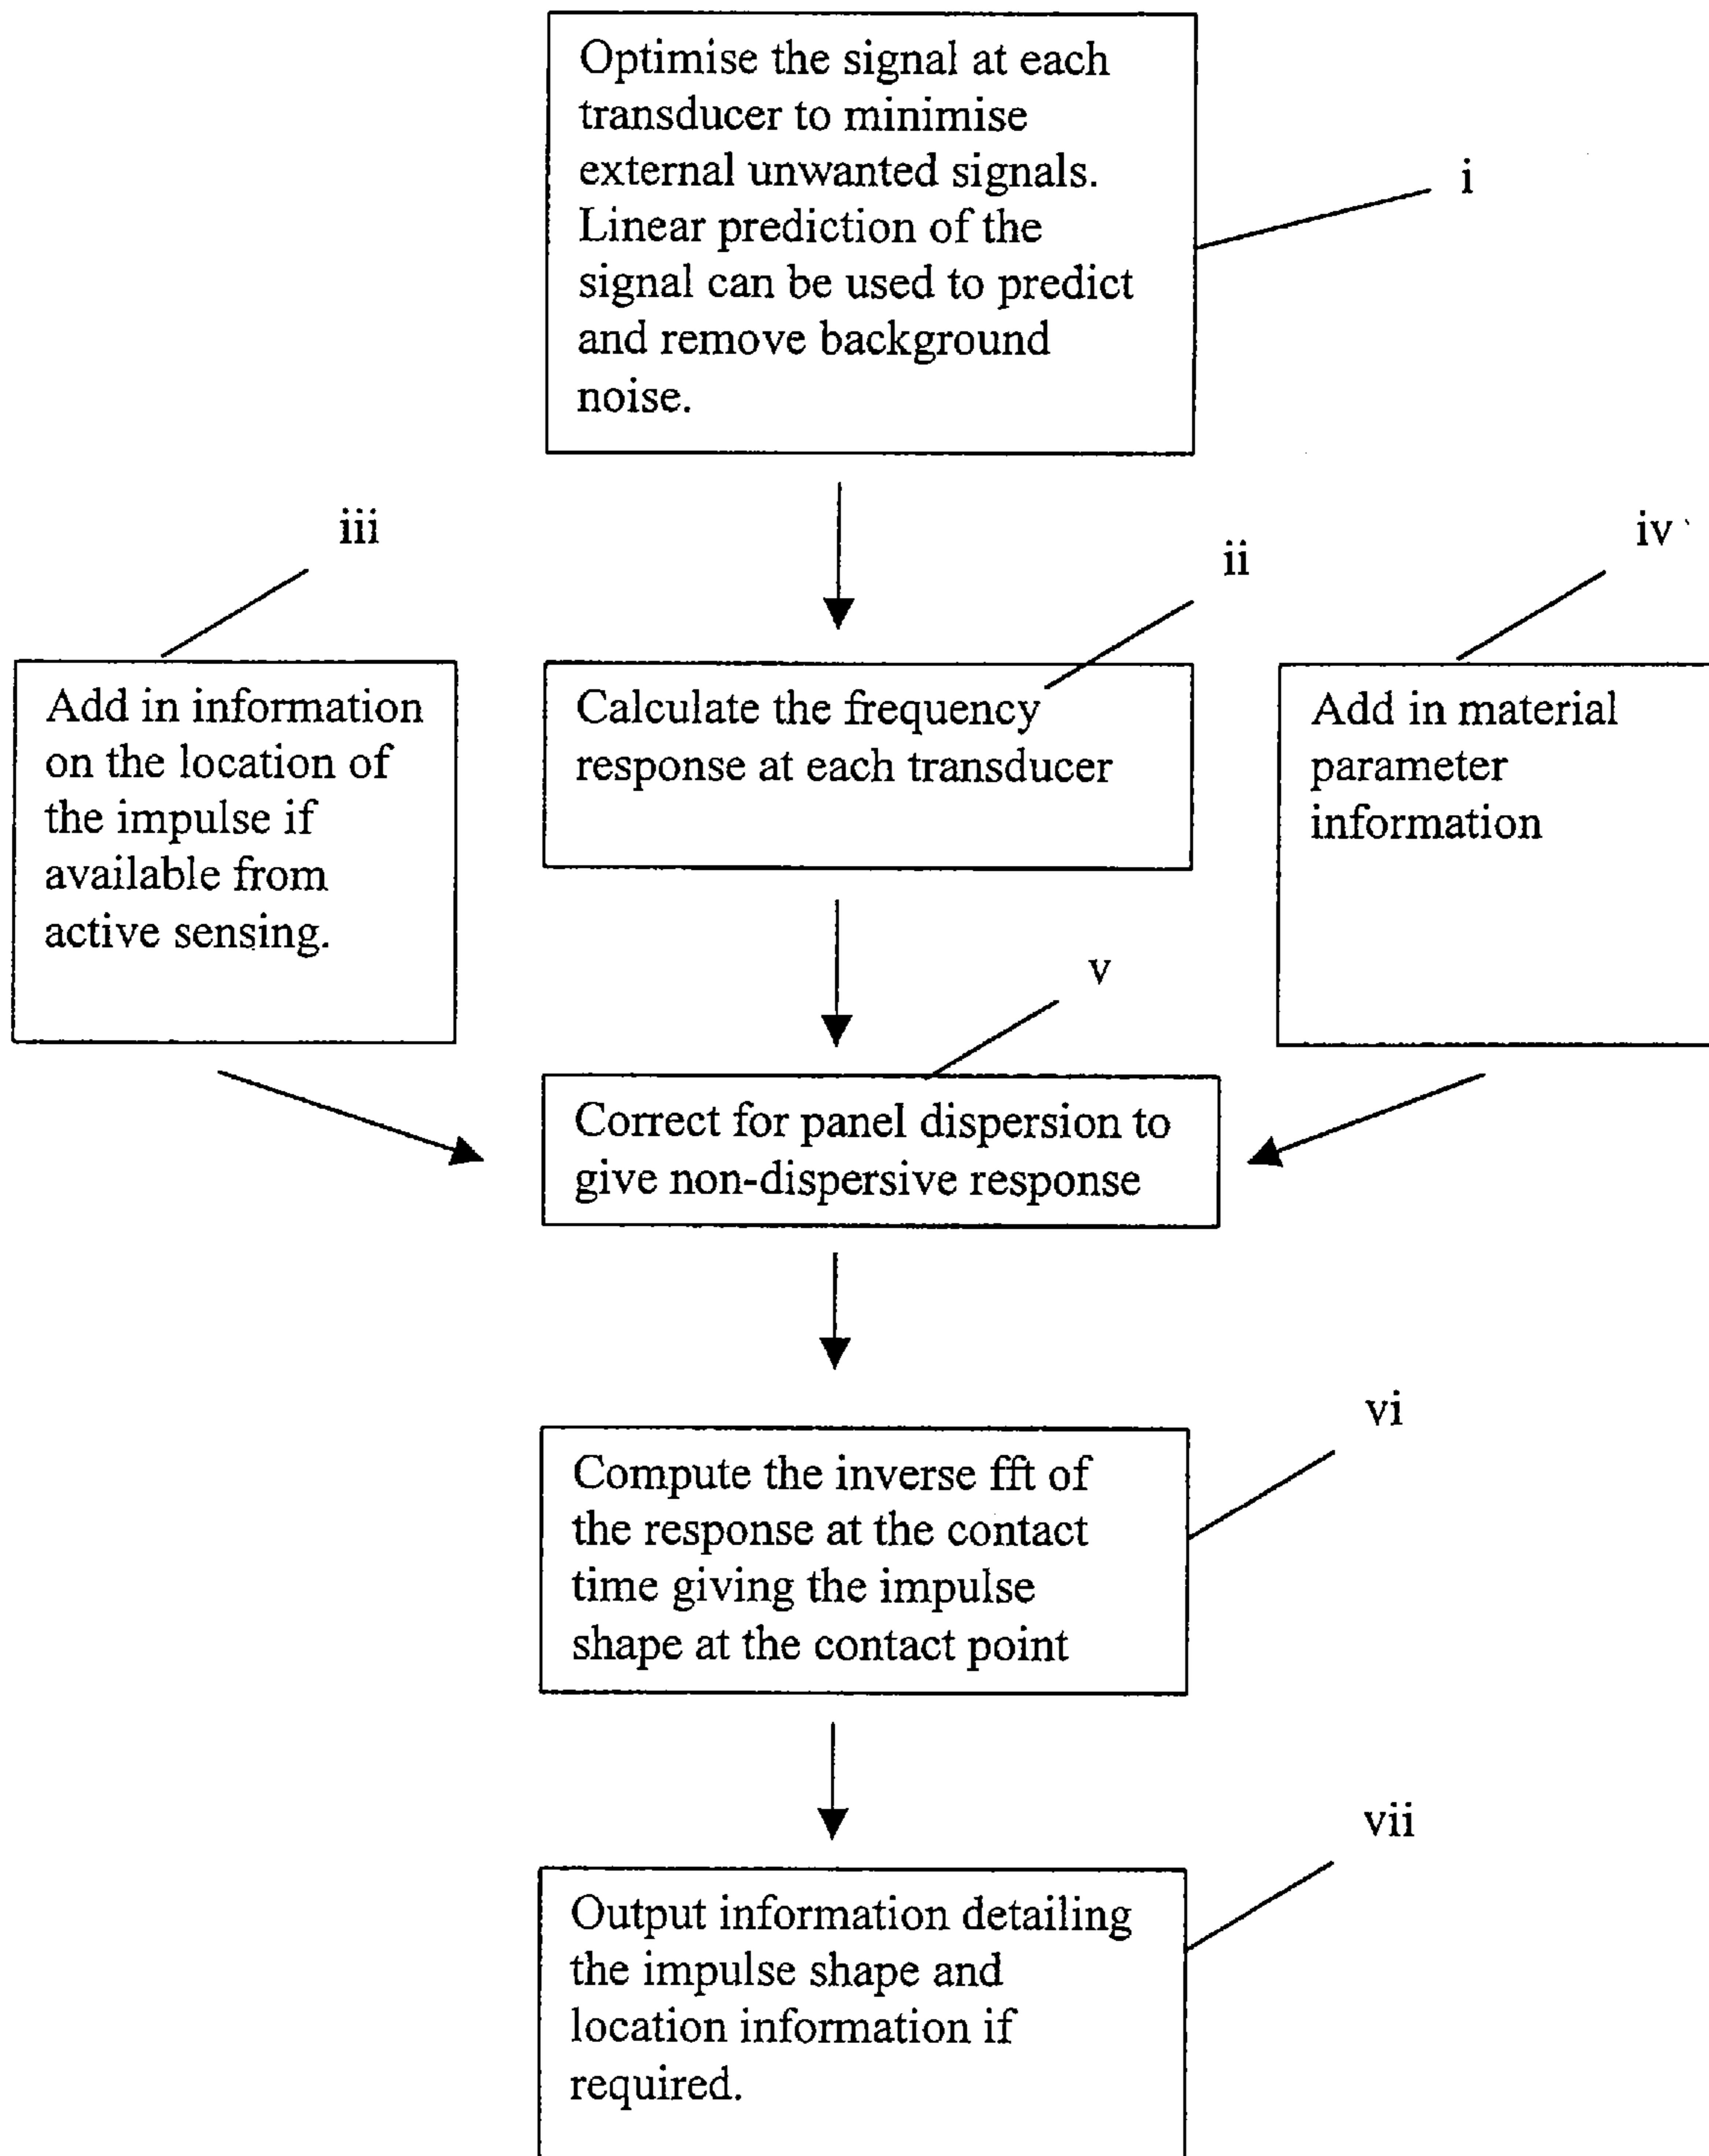 Optimise the signal at each
transducer to minimise
external unwanted signals.
Linear prediction of the
signal can be used to predict
and remove background
noise.
i
iii
ii
iv
Add in information
on the location of
the impulse if
available from
active sensing.
Calculate the frequency
response at each transducer
Add in material
parameter
information
v
Correct for panel dispersion to
give non-dispersive response
vi
Compute the inverse fft of
the response at the contact
time giving the impulse
shape at the contact point
vii
Output information detailing
the impulse shape and
location information if
required.